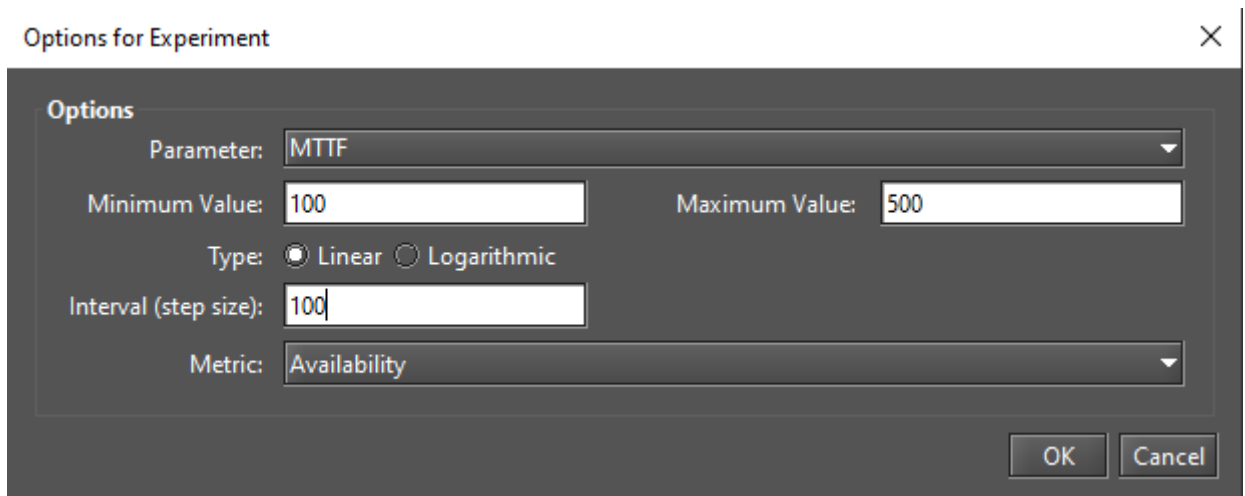 Options for Experiment
Options
Parameter: MTTF
Minimum Value: 100 Maximum Value: 500
Type: Linear Logarithmic
Interval (step size): 100
Metric: Availability
OK Cancel